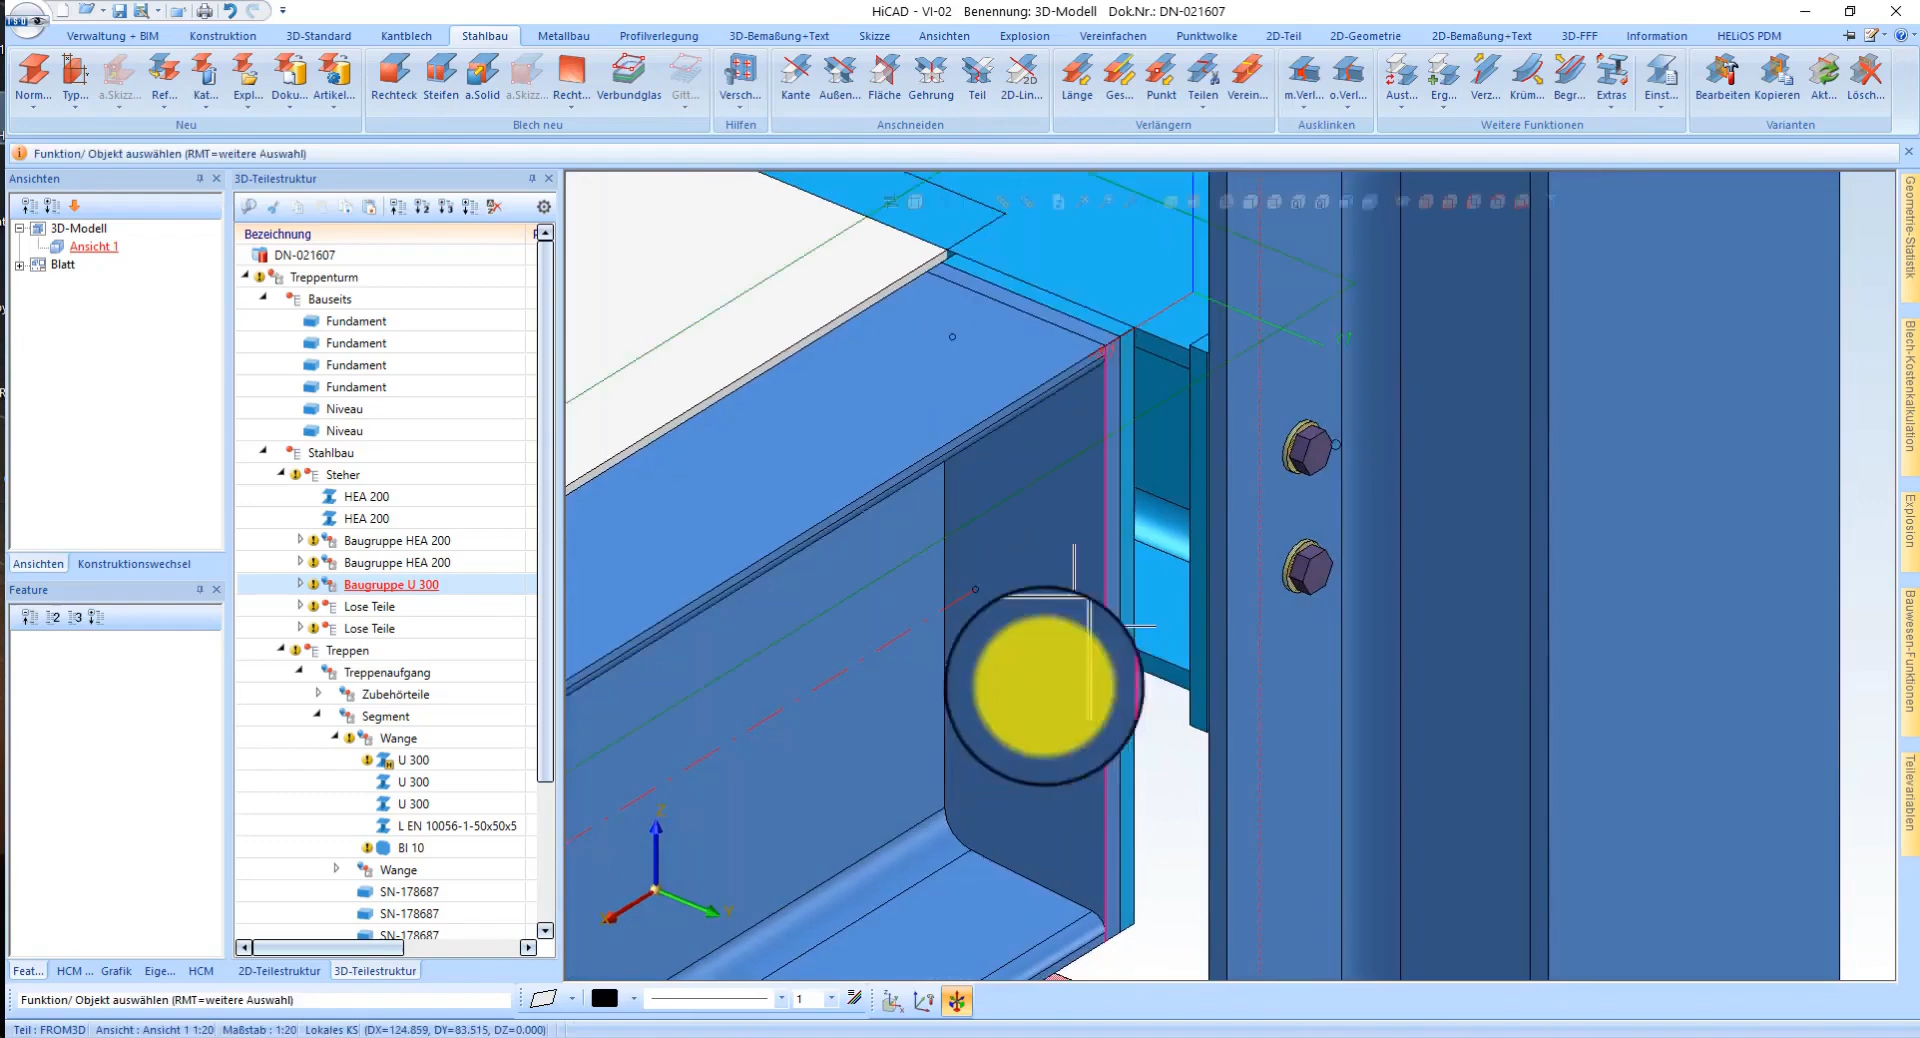 HiCAD - VI-02 Benennung: 3D-Modell Dok.Nr.: DN-021607
Verwaltung + BIM Konstruktion 3D-Standard Kantblech Stahlbau Metallbau Profilverlegung 3D-Bemaßung+Text Skizze Ansichten Explosion Vereinfachen Punktwolke 2D-Teil 2D-Geometrie 2D-Bemaßung+Text 3D-FFF Information HELiOS PDM
Norm... Typ... a.Skizz... Ref... Kat... Expl... Doku... Artikel... Rechteck Steifen a.Solid a.Skizz... Recht... Verbundglas Gitt... Versch... Kante Außen... Fläche Gehrung Teil 2D-Lin... Länge Ges... Punkt Teilen Verein... m.Verl... o.Verl... Aust... Erg... Verz... Krüm... Begr... Extras Einst... Bearbeiten Kopieren Akt... Lösch...
Neu Blech neu Hilfen Anschneiden Verlängern Ausklinken Weitere Funktionen Varianten
Funktion/ Objekt auswählen (RMT=weitere Auswahl)
Ansichten
3D-Modell
Ansicht 1
Blatt
Ansichten Konstruktionswechsel
Feature
Feat... HCM ... Grafik Eige... HCM
3D-Teilestruktur
Bezeichnung
DN-021607
Treppenturm
Bauseits
Fundament
Fundament
Fundament
Fundament
Niveau
Niveau
Stahlbau
Steher
HEA 200
HEA 200
Baugruppe HEA 200
Baugruppe HEA 200
Baugruppe U 300
Lose Teile
Lose Teile
Treppen
Treppenaufgang
Zubehörteile
Segment
Wange
U 300
U 300
U 300
L EN 10056-1-50x50x5
Bl 10
Wange
SN-178687
SN-178687
SN-178687
2D-Teilestruktur 3D-Teilestruktur
Z
Y
X
Geometrie-Statistik
Blech-Kostenkalkulation
Explosion
Bauwesen-Funktionen
Teilevariablen
Funktion/ Objekt auswählen (RMT=weitere Auswahl)
1
Teil : FROM3D Ansicht : Ansicht 1 1:20 Maßstab : 1:20 Lokales KS (DX=124.859, DY=83.515, DZ=0.000)